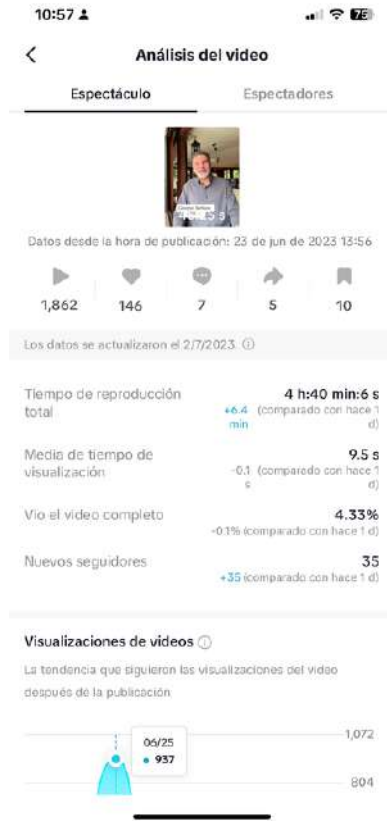 10:57
75
Análisis del video
Espectáculo Espectadores
Datos desde la hora de publicación: 23 de jun de 2023 13:56
1,862 146 7 5 10
Los datos se actualizaron el 2/7/2023.
Tiempo de reproducción total
4 h:40 min:6 s
+6.4 min (comparado con hace 1 d)
Media de tiempo de visualización
9.5 s
-0.1 s (comparado con hace 1 d)
Vio el video completo
4.33%
-0.1% (comparado con hace 1 d)
Nuevos seguidores
35
+35 (comparado con hace 1 d)
Visualizaciones de videos
La tendencia que siguieron las visualizaciones del video
después de la publicación
1,072
06/25
937
804